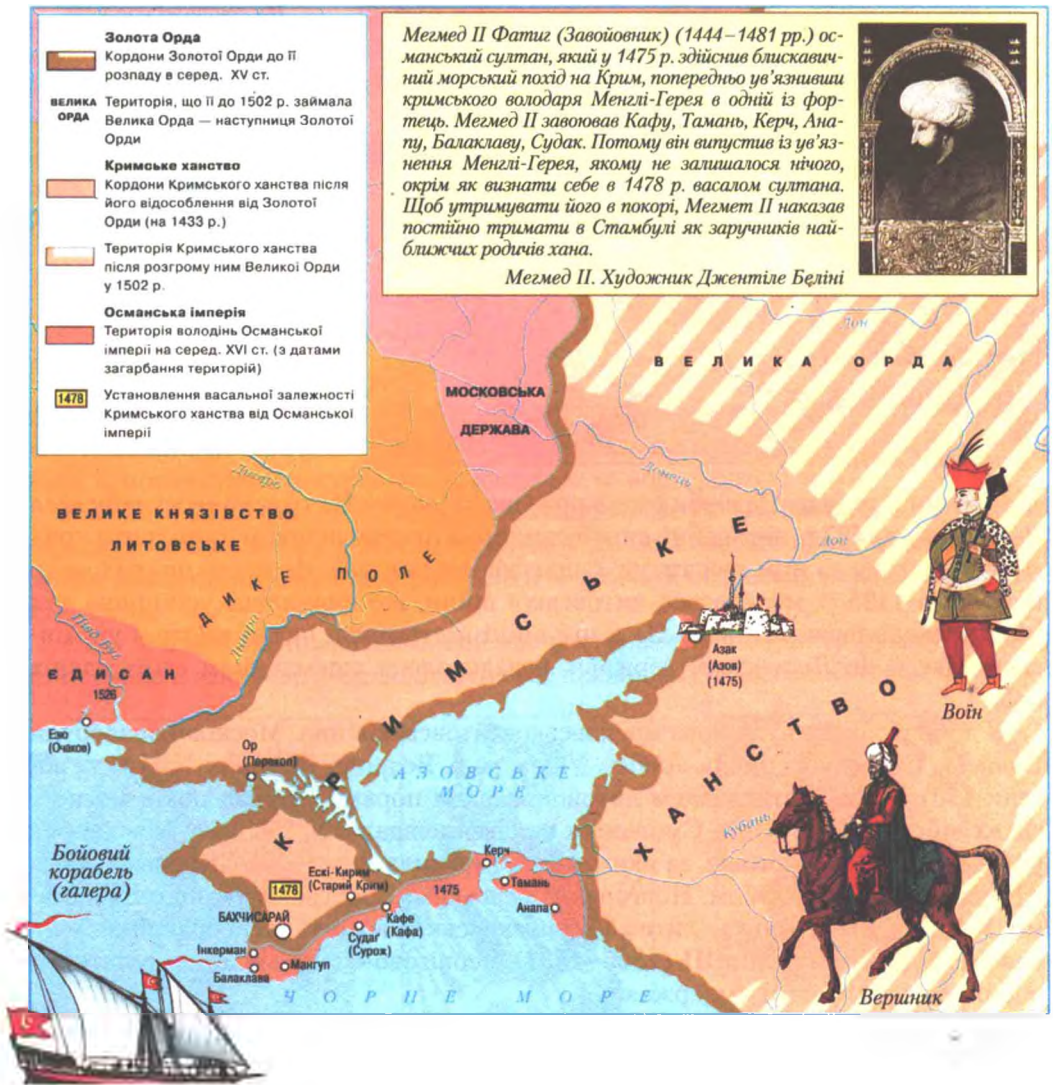 Золота Орда
Кордони Золотої Орди до її
розпаду в серед. XV ст.
ВЕЛИКА ОРДА
Територія, що її до 1502 р. займала
Велика Орда — наступниця Золотої
Орди
Кримське ханство
Кордони Кримського ханства після
його відособлення від Золотої
Орди (на 1433 р.)
Територія Кримського ханства
після розгрому ним Великої Орди
у 1502 р.
Османська імперія
Територія володінь Османської
імперії на серед. XVI ст. (з датами
загарбання територій)
1478
Установлення васальної залежності
Кримського ханства від Османської
імперії
Мегмед II Фатиг (Завойовник) (1444–1481 рр.) ос-
манський султан, який у 1475 р. здійснив блискавич-
ний морський похід на Крим, попередньо ув'язнивши
кримського володаря Менглі-Герея в одній із фор-
тець. Мегмед II завоював Кафу, Тамань, Керч, Ана-
пу, Балаклаву, Судак. Потому він випустив із ув'яз-
нення Менглі-Герея, якому не залишалося нічого,
окрім як визнати себе в 1478 р. васалом султана.
Щоб утримувати його в покорі, Мегмет II наказав
постійно тримати в Стамбулі як заручників най-
ближчих родичів хана.
Мегмед II. Художник Джентіле Беліні
Дон
ВЕЛИКА ОРДА
МОСКОВСЬКА
ДЕРЖАВА
Дніпро
Донець
ВЕЛИКЕ КНЯЗІВСТВО
ЛИТОВСЬКЕ
ДИКЕ ПОЛЕ
Дон
Дніпро
Півд. Буг
ЄДИСАН
1526
Езю
(Очаков)
КРИМСЬКЕ
ХАНСТВО
Азак
(Азов)
(1475)
Воїн
Ор
(Перекоп)
АЗОВСЬКЕ
МОРЕ
Кубань
Бойовий
корабель
(галера)
Ескі-Кирим
(Старий Крим)
1478
1475
Керч
Тамань
Анапа
БАХЧИСАРАЙ
Кафе
(Кафа)
Судаґ
(Сурож)
Інкерман
Мангуп
Балаклава
ЧОРНЕ МОРЕ
Вершник